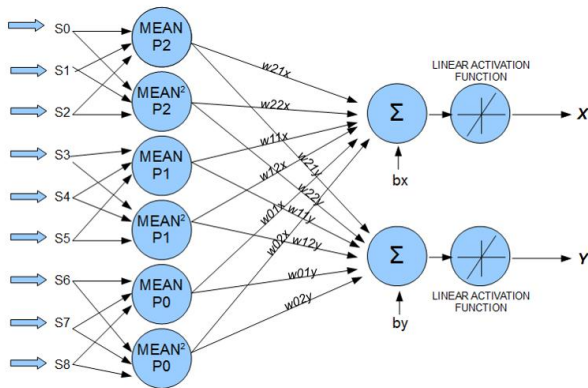 S0
S1
S2
S3
S4
S5
S6
S7
S8
MEAN
P2
MEAN²
P2
MEAN
P1
MEAN²
P1
MEAN
P0
MEAN²
P0
w21x
w22x
w11x
w12x
w01x
w02x
w21y
w22y
w11y
w12y
w01y
w02y
Σ
bx
LINEAR ACTIVATION
FUNCTION
X
Σ
by
LINEAR ACTIVATION
FUNCTION
Y